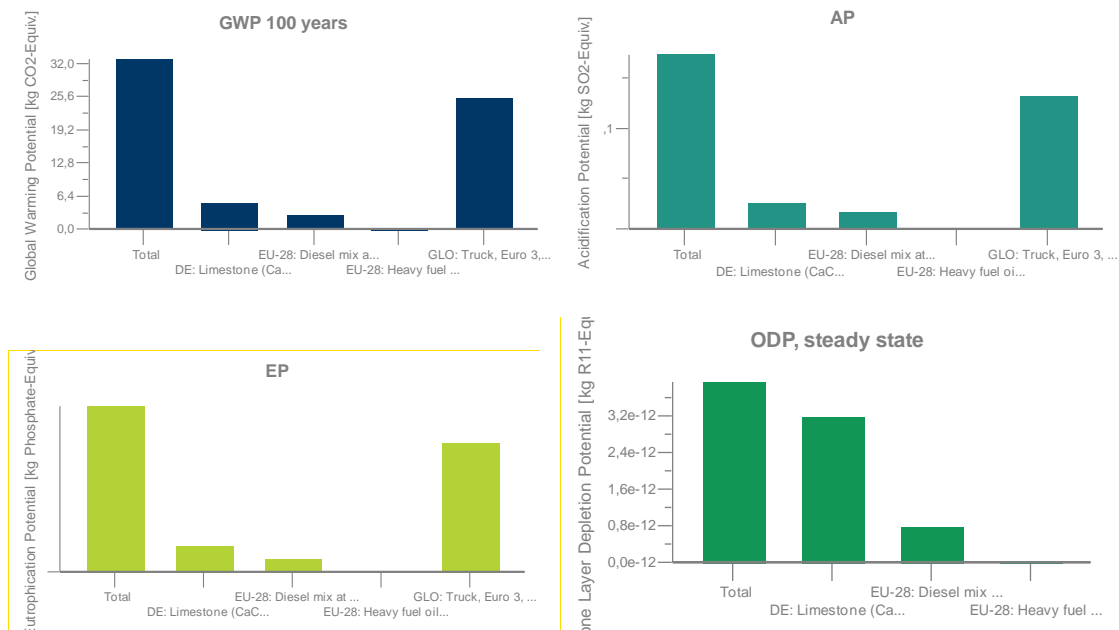 GWP 100 years
Global Warming Potential [kg CO2-Equiv.]
32,0
25,6
19,2
12,8
6,4
0,0
Total
EU-28: Diesel mix a...
GLO: Truck, Euro 3,...
DE: Limestone (Ca...
EU-28: Heavy fuel ...
AP
Acidification Potential [kg SO2-Equiv.]
,1
Total
EU-28: Diesel mix at...
GLO: Truck, Euro 3, ...
DE: Limestone (CaC...
EU-28: Heavy fuel oi...
EP
Eutrophication Potential [kg Phosphate-Equiv
Total
EU-28: Diesel mix at ...
GLO: Truck, Euro 3, ...
DE: Limestone (CaC...
EU-28: Heavy fuel oil...
ODP, steady state
one Layer Depletion Potential [kg R11-Equ
3,2e-12
2,4e-12
1,6e-12
0,8e-12
0,0e-12
Total
EU-28: Diesel mix ...
DE: Limestone (Ca...
EU-28: Heavy fuel ...